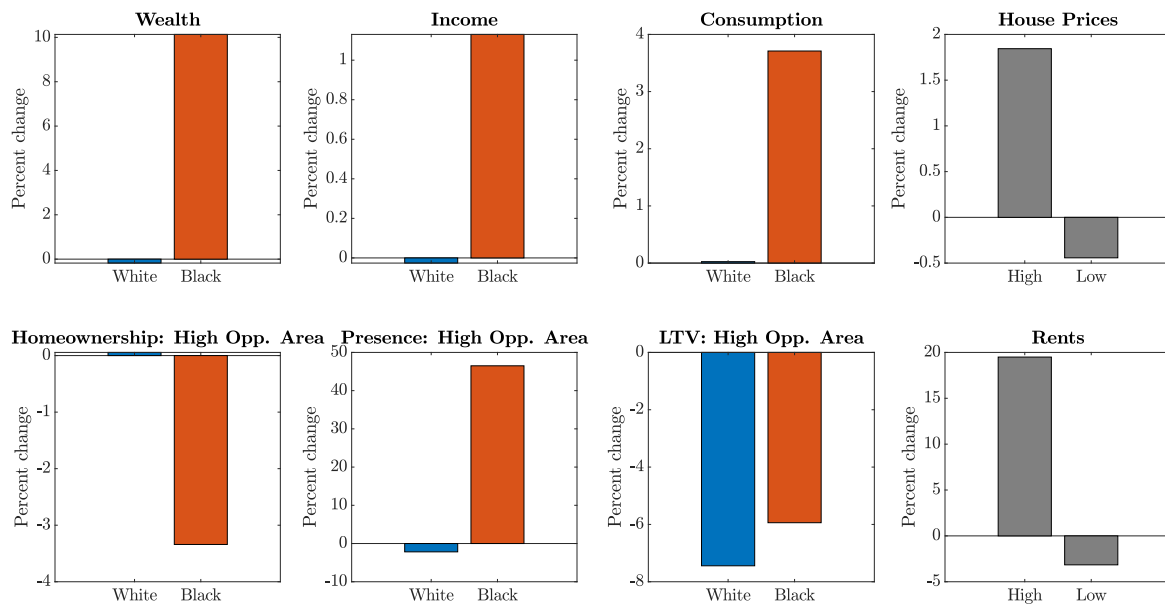 Wealth
Percent change
10
8
6
4
2
0
White Black
Income
Percent change
1
0.8
0.6
0.4
0.2
0
White Black
Consumption
Percent change
4
3
2
1
0
White Black
House Prices
Percent change
2
1.5
1
0.5
0
-0.5
High Low
Homeownership: High Opp. Area
Percent change
0
-1
-2
-3
-4
White Black
Presence: High Opp. Area
Percent change
50
40
30
20
10
0
-10
White Black
LTV: High Opp. Area
Percent change
0
-2
-4
-6
-8
White Black
Rents
Percent change
20
15
10
5
0
-5
High Low